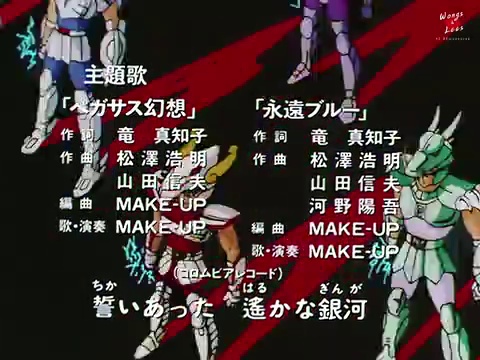 Wongs & Lees
主題歌
「ペガサス幻想」
作詞 竜 真知子
作曲 松澤浩明
山田信夫
編曲 MAKE-UP
歌・演奏 MAKE-UP
「永遠ブルー」
作詞 竜 真知子
作曲 松澤浩明
山田信夫
河野陽吾
編曲 MAKE-UP
歌・演奏 MAKE-UP
(コロムビアレコード)
ちか はる ぎんが
誓いあった 遙かな銀河